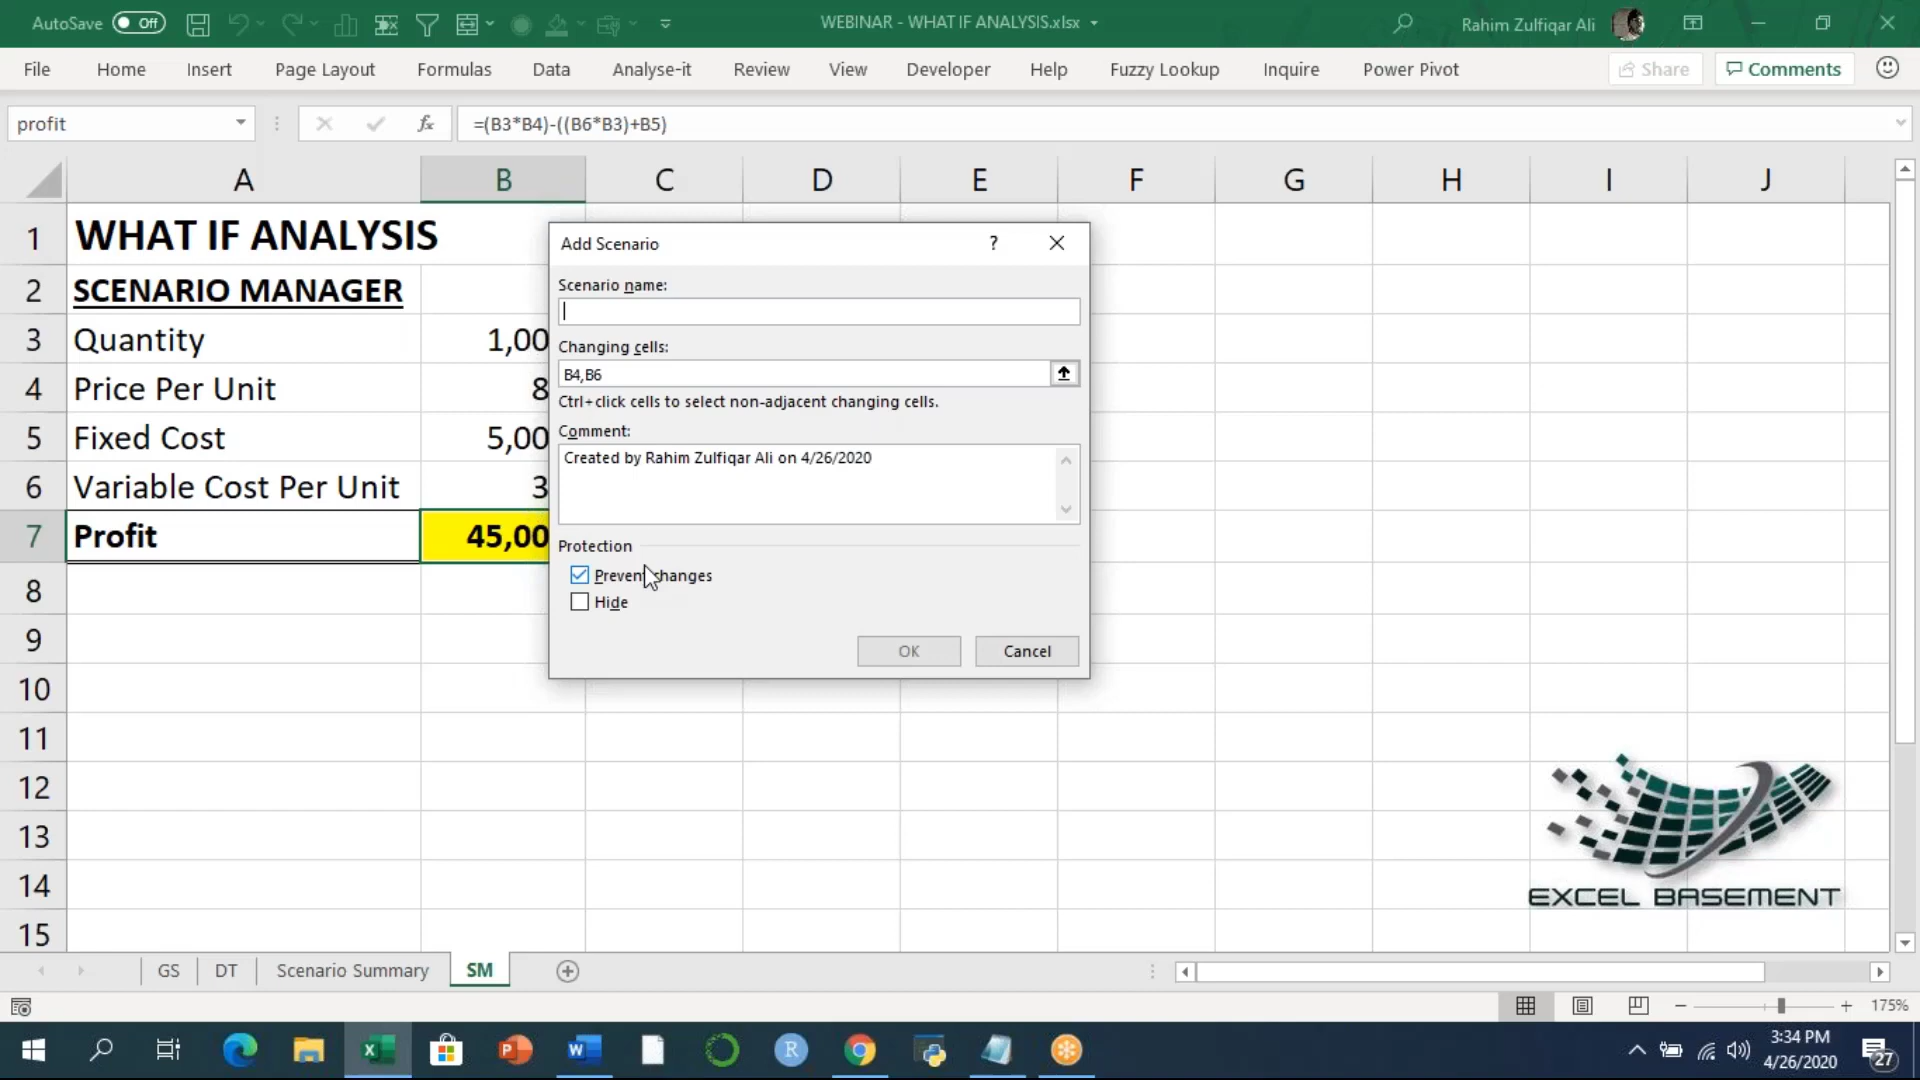 AutoSave Off
WEBINAR - WHAT IF ANALYSIS.xlsx
Rahim Zulfiqar Ali
File Home Insert Page Layout Formulas Data Analyse-it Review View Developer Help Fuzzy Lookup Inquire Power Pivot Share Comments
profit fx =(B3*B4)-((B6*B3)+B5)
A B C D E F G H I J
1 WHAT IF ANALYSIS
2 SCENARIO MANAGER
3 Quantity 1,00
4 Price Per Unit 8
5 Fixed Cost 5,00
6 Variable Cost Per Unit 3
7 Profit 45,00
8
9
10
11
12
13
14
15
Add Scenario ?
Scenario name:
Changing cells:
B4,B6
Ctrl+click cells to select non-adjacent changing cells.
Comment:
Created by Rahim Zulfiqar Ali on 4/26/2020
Protection
Prevent changes
Hide
OK Cancel
EXCEL BASEMENT
GS DT Scenario Summary SM
175%
3:34 PM
4/26/2020
27